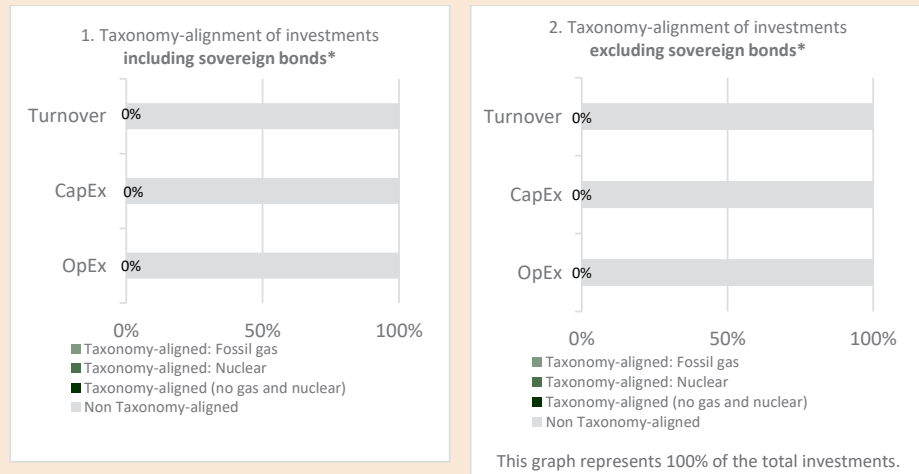 1. Taxonomy-alignment of investments
including sovereign bonds*
Turnover 0%
CapEx 0%
OpEx 0%
0% 50% 100%
Taxonomy-aligned: Fossil gas
Taxonomy-aligned: Nuclear
Taxonomy-aligned (no gas and nuclear)
Non Taxonomy-aligned
2. Taxonomy-alignment of investments
excluding sovereign bonds*
Turnover 0%
CapEx 0%
OpEx 0%
0% 50% 100%
Taxonomy-aligned: Fossil gas
Taxonomy-aligned: Nuclear
Taxonomy-aligned (no gas and nuclear)
Non Taxonomy-aligned
This graph represents 100% of the total investments.